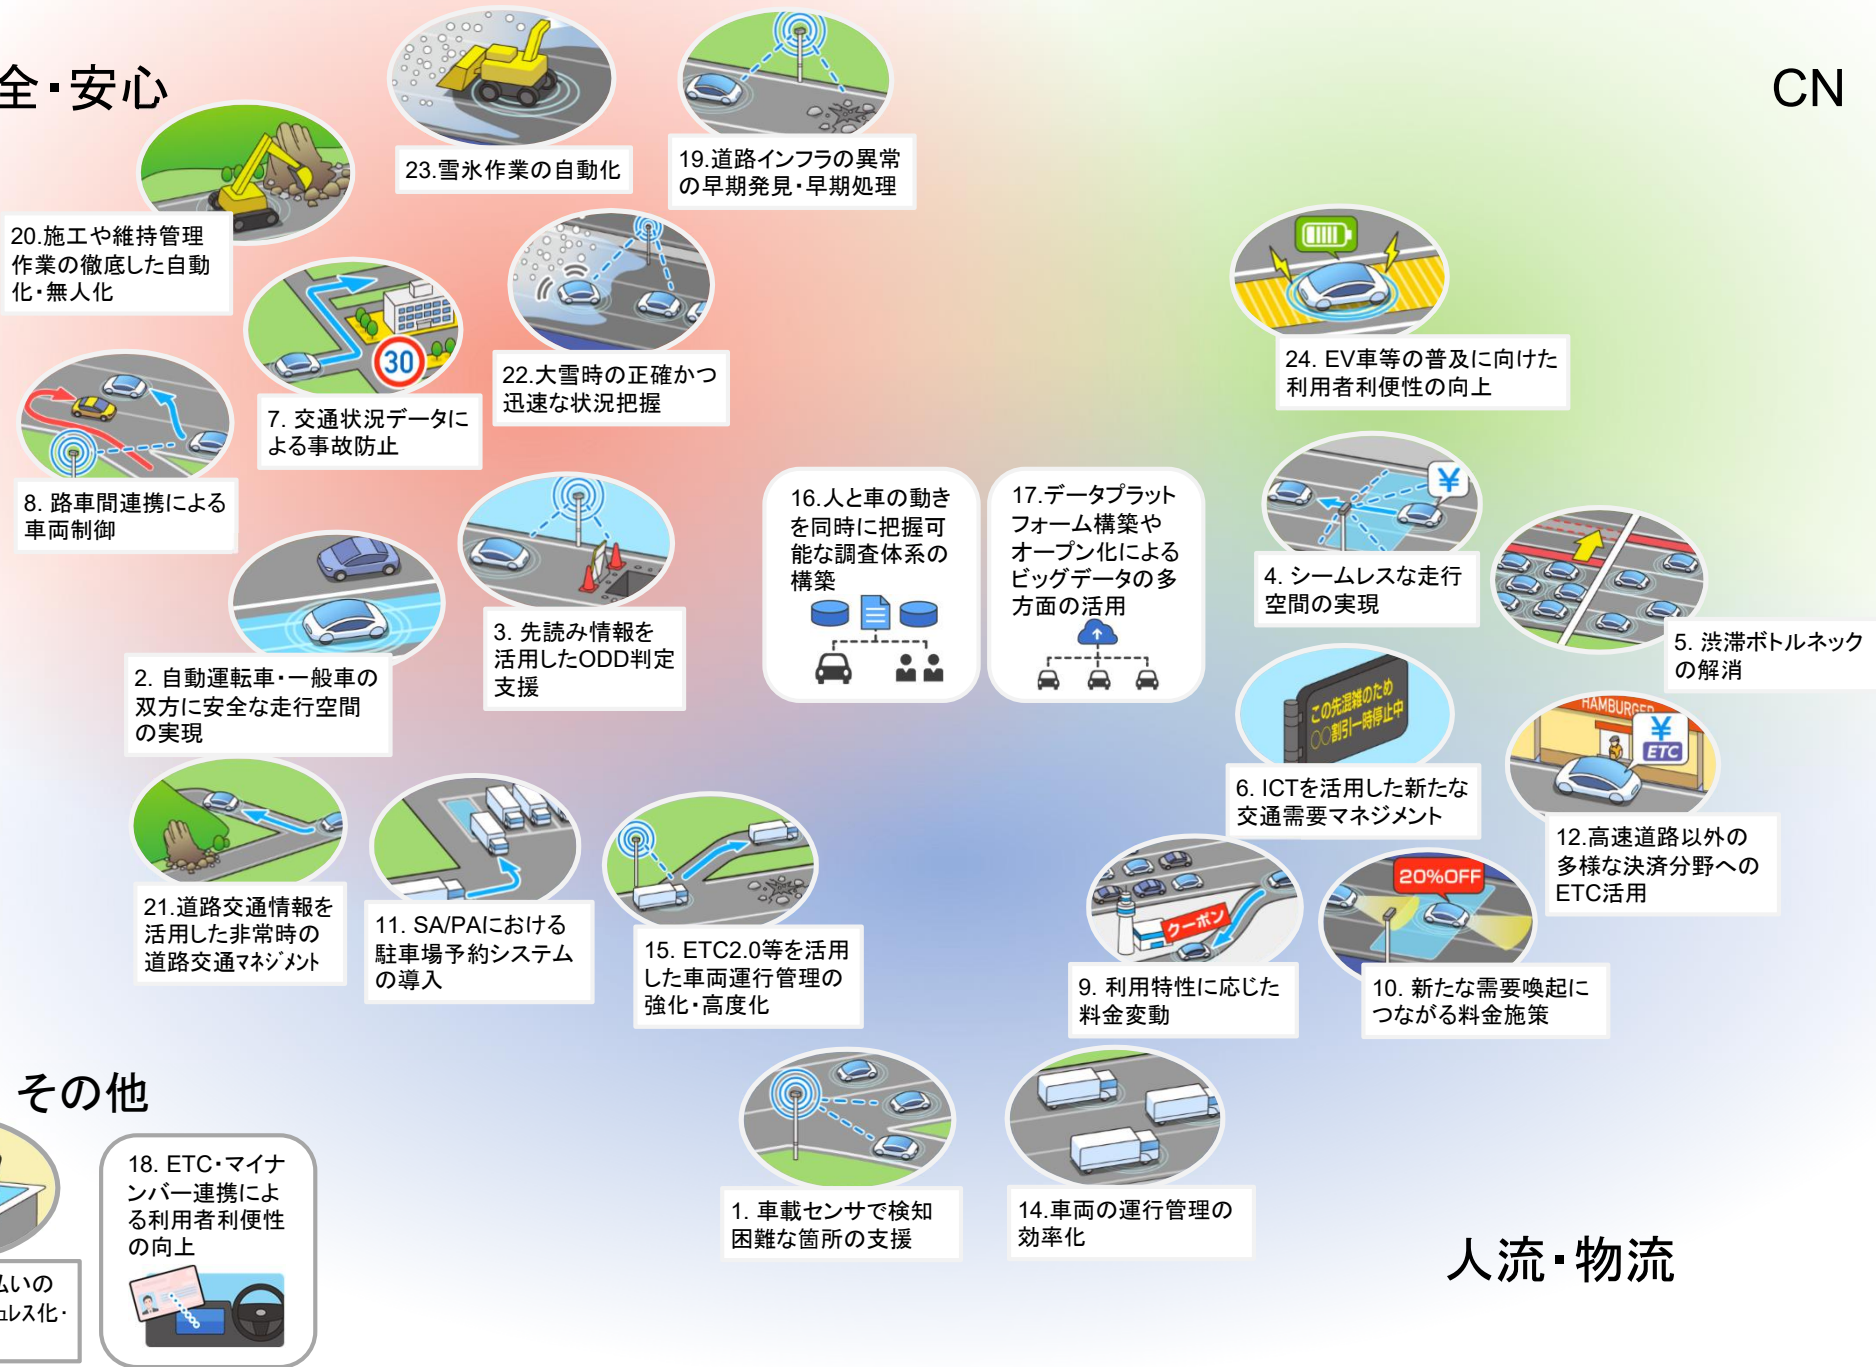 全・安心
CN
23.雪氷作業の自動化
19.道路インフラの異常
の早期発見・早期処理
20.施工や維持管理
作業の徹底した自動
化・無人化
30
7. 交通状況データに
よる事故防止
22.大雪時の正確かつ
迅速な状況把握
24. EV車等の普及に向けた
利用者利便性の向上
8. 路車間連携による
車両制御
16.人と車の動き
を同時に把握可
能な調査体系の
構築
17.データプラット
フォーム構築や
オープン化による
ビッグデータの多
方面の活用
¥
4. シームレスな走行
空間の実現
5. 渋滞ボトルネック
の解消
3. 先読み情報を
活用したODD判定
支援
2. 自動運転車・一般車の
双方に安全な走行空間
の実現
この先混雑のため
○○割引一時停止中
6. ICTを活用した新たな
交通需要マネジメント
HAMBURGER
¥
ETC
12.高速道路以外の
多様な決済分野への
ETC活用
21.道路交通情報を
活用した非常時の
道路交通マネジメント
11. SA/PAにおける
駐車場予約システム
の導入
15. ETC2.0等を活用
した車両運行管理の
強化・高度化
クーポン
9. 利用特性に応じた
料金変動
20%OFF
10. 新たな需要喚起に
つながる料金施策
その他
18. ETC・マイナ
ンバー連携によ
る利用者利便性
の向上
払いの
ュレス化・
1. 車載センサで検知
困難な箇所の支援
14.車両の運行管理の
効率化
人流・物流